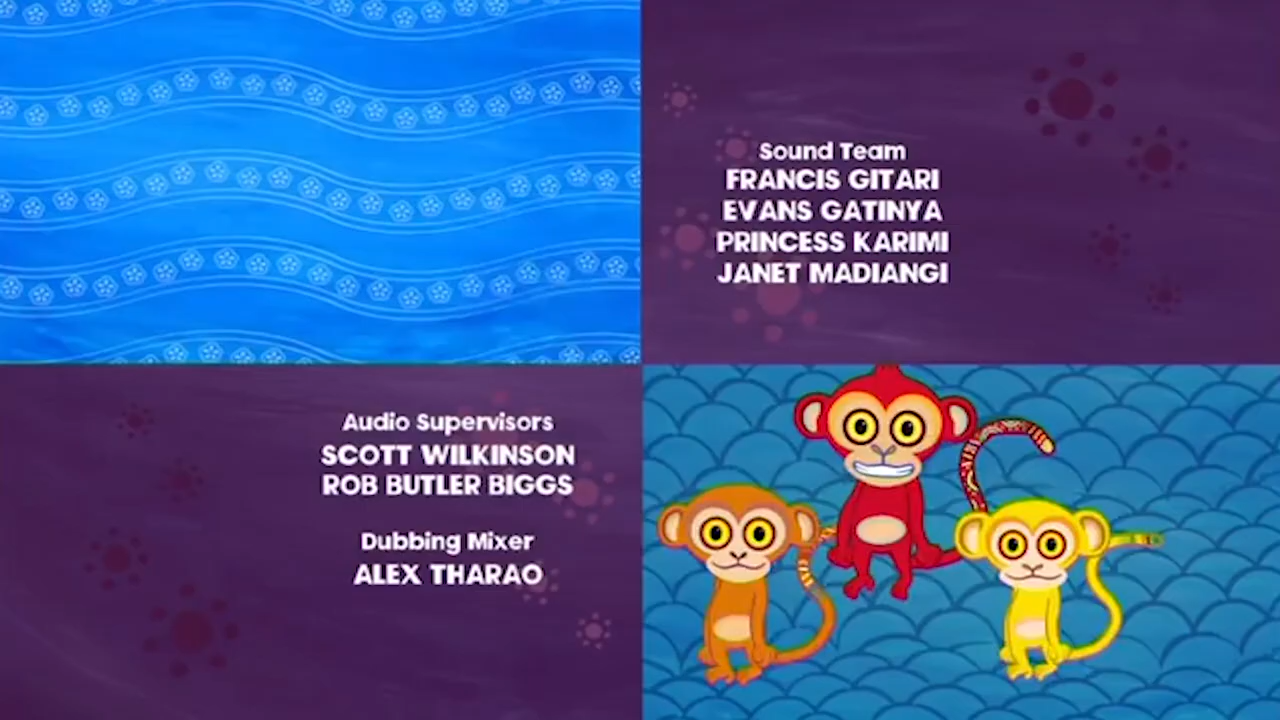 Sound Team
FRANCIS GITARI
EVANS GATINYA
PRINCESS KARIMI
JANET MADIANGI
Audio Supervisors
SCOTT WILKINSON
ROB BUTLER BIGGS
Dubbing Mixer
ALEX THARAO